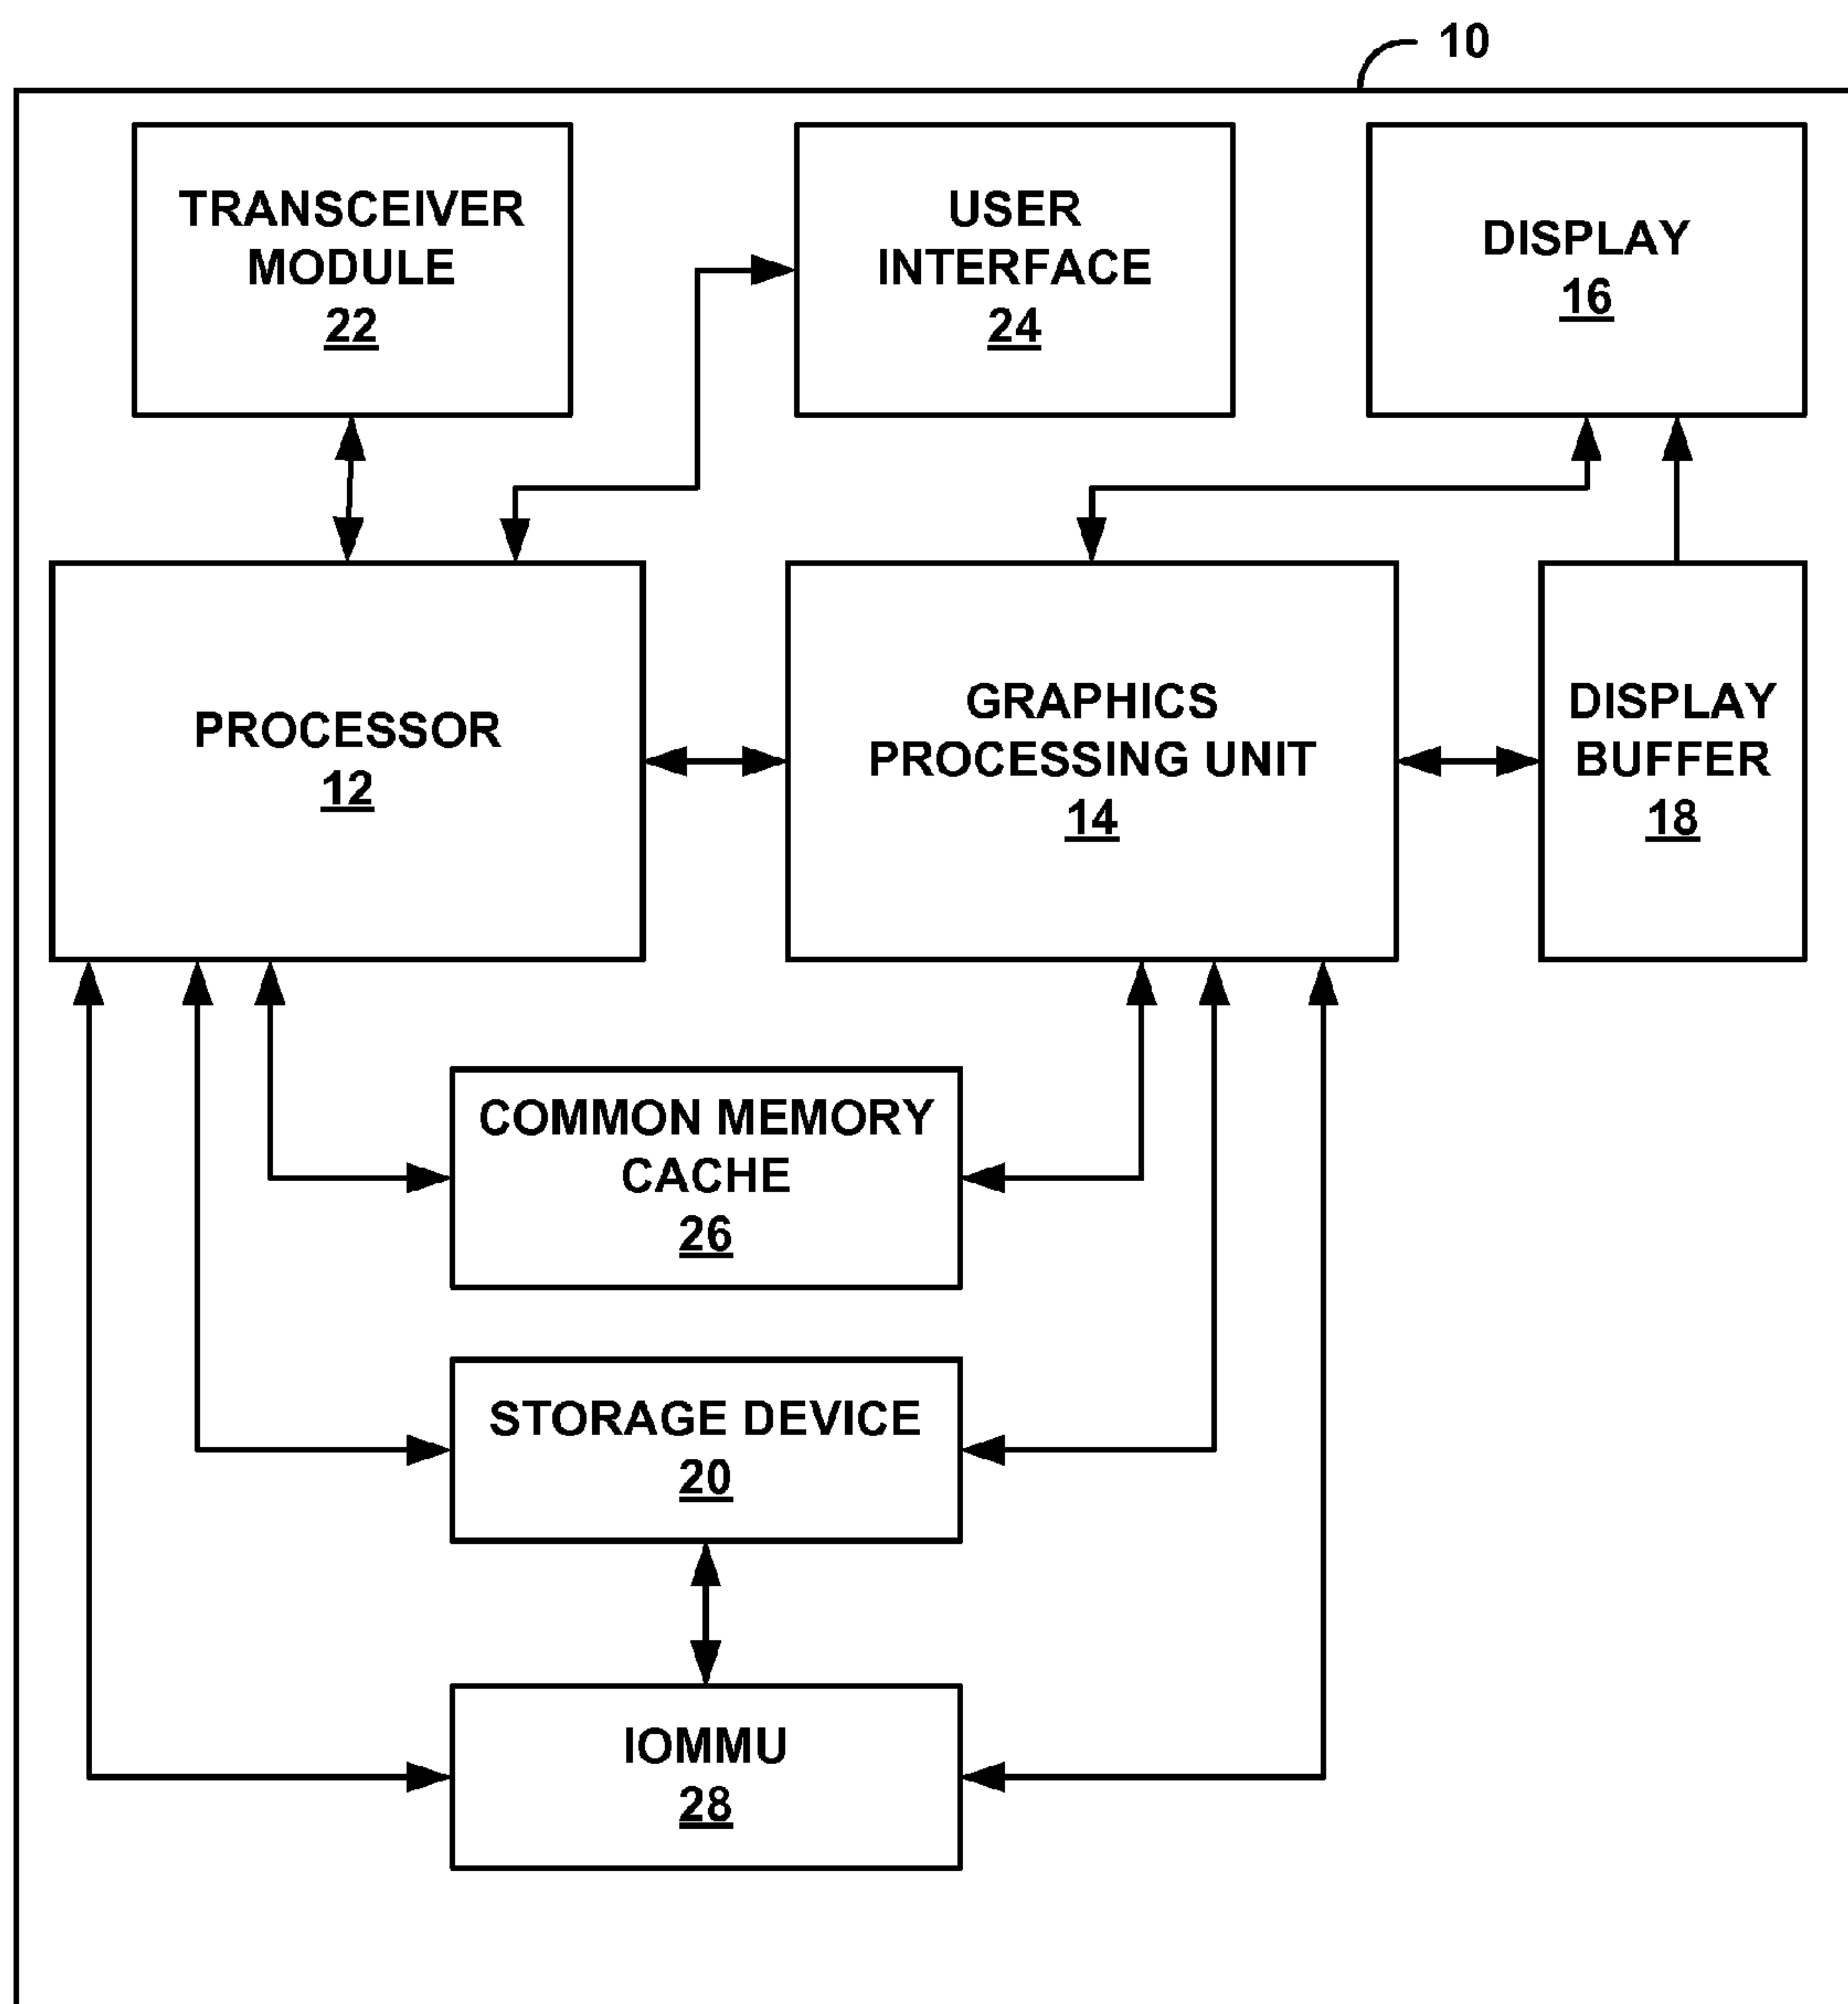 10
TRANSCEIVER
MODULE
22
USER
INTERFACE
24
DISPLAY
16
PROCESSOR
12
GRAPHICS
PROCESSING UNIT
14
DISPLAY
BUFFER
18
COMMON MEMORY
CACHE
26
STORAGE DEVICE
20
IOMMU
28